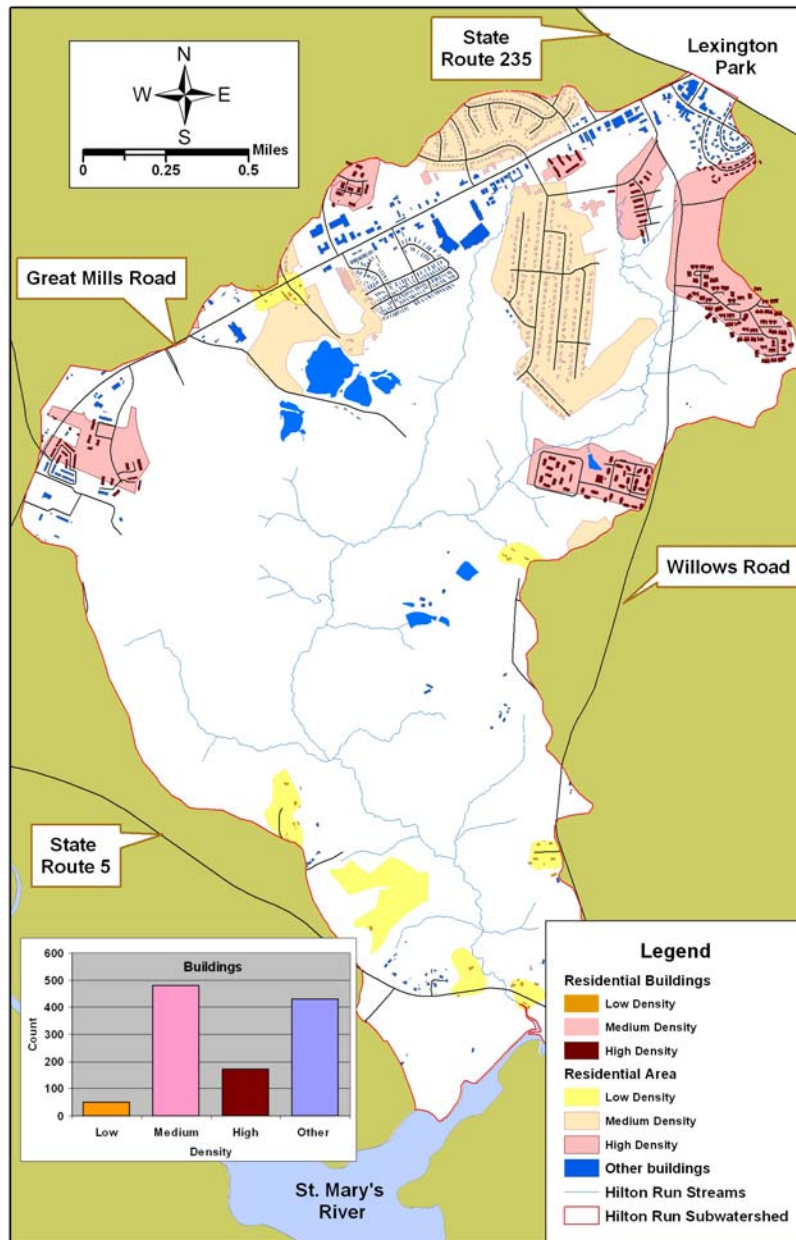 State
Route 235
Lexington
Park
N
W
E
S
Miles
0
0.25
0.5
Great Mills Road
Willows Road
State
Route 5
Buildings
600
500
400
300
200
100
0
Count
Low
Medium
High
Other
Density
St. Mary's
River
Legend
Residential Buildings
Low Density
Medium Density
High Density
Residential Area
Low Density
Medium Density
High Density
Other buildings
Hilton Run Streams
Hilton Run Subwatershed